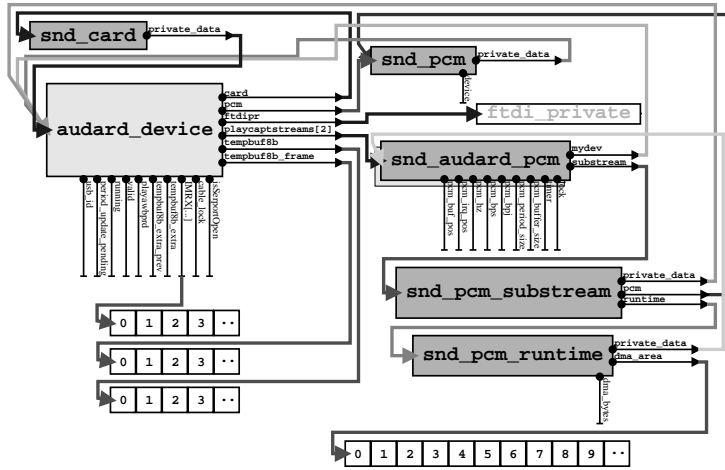 snd_card
private_data
snd_pcm
private_data
device
ftdi_private
audard_device
card
pcm
ftdipr
playcaptstreams[2]
tempbuf8b
tempbuf8b_frame
usb_id
period_update_pending
running
valid
playawbprd
tempbuf8b_extra_prev
tempbuf8b_extra
IMRX[...]
cable_lock
isSerportOpen
snd_audard_pcm
mydev
substream
pcm_buf_pos
pcm_irq_pos
pcm_hz
pcm_bps
pcm_bpj
pcm_period_size
pcm_buffer_size
timer
lock
snd_pcm_substream
private_data
pcm
runtime
snd_pcm_runtime
private_data
dma_area
dma_bytes
0 1 2 3 ..
0 1 2 3 ..
0 1 2 3 ..
0 1 2 3 4 5 6 7 8 9 ..